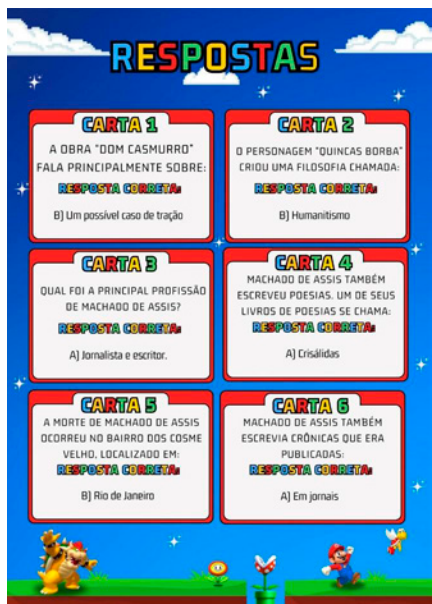 RESPOSTAS
CARTA 1
A OBRA "DOM CASMURRO"
FALA PRINCIPALMENTE SOBRE:
RESPOSTA CORRETA:
B) Um possível caso de tração
CARTA 2
O PERSONAGEM "QUINCAS BORBA"
CRIOU UMA FILOSOFIA CHAMADA:
RESPOSTA CORRETA:
B) Humanitismo
CARTA 3
QUAL FOI A PRINCIPAL PROFISSÃO
DE MACHADO DE ASSIS?
RESPOSTA CORRETA:
A) Jornalista e escritor.
CARTA 4
MACHADO DE ASSIS TAMBÉM
ESCREVEU POESIAS. UM DE SEUS
LIVROS DE POESIAS SE CHAMA:
RESPOSTA CORRETA:
A) Crisálidas
CARTA 5
A MORTE DE MACHADO DE ASSIS
OCORREU NO BAIRRO DOS COSME
VELHO, LOCALIZADO EM:
RESPOSTA CORRETA:
B) Rio de Janeiro
CARTA 6
MACHADO DE ASSIS TAMBÉM
ESCREVIA CRÔNICAS QUE ERA
PUBLICADAS:
RESPOSTA CORRETA:
A) Em jornais